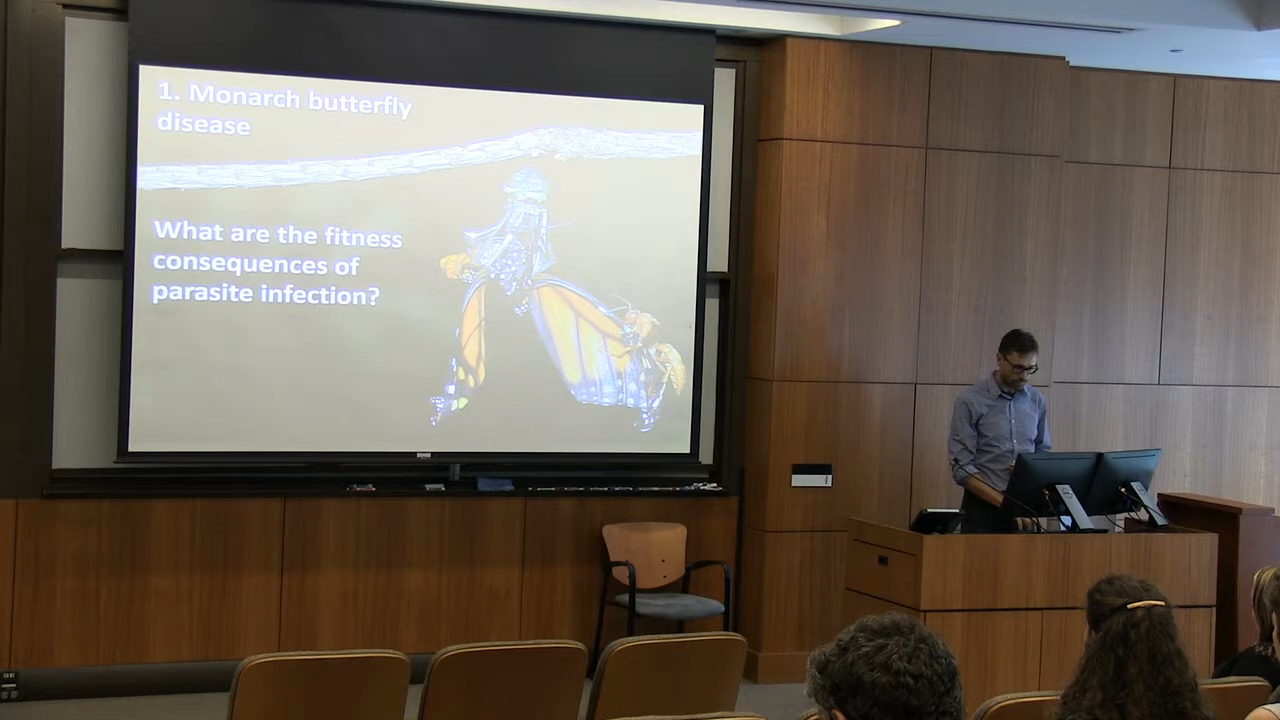 1. Monarch butterfly
disease
What are the fitness
consequences of
parasite infection?